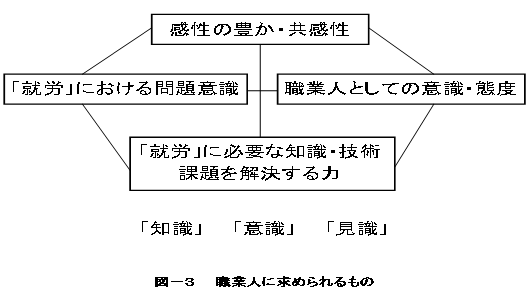 感性の豊か・共感性
「就労」における問題意識
職業人としての意識・態度
「就労」に必要な知識・技術
課題を解決する力
「知識」 「意識」 「見識」
図－3 職業人に求められるもの